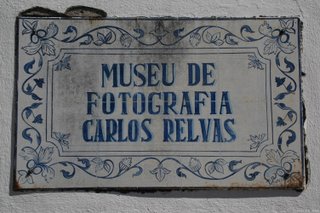 MUSEU DE
FOTOGRAFIA
CARLOS RELVAS